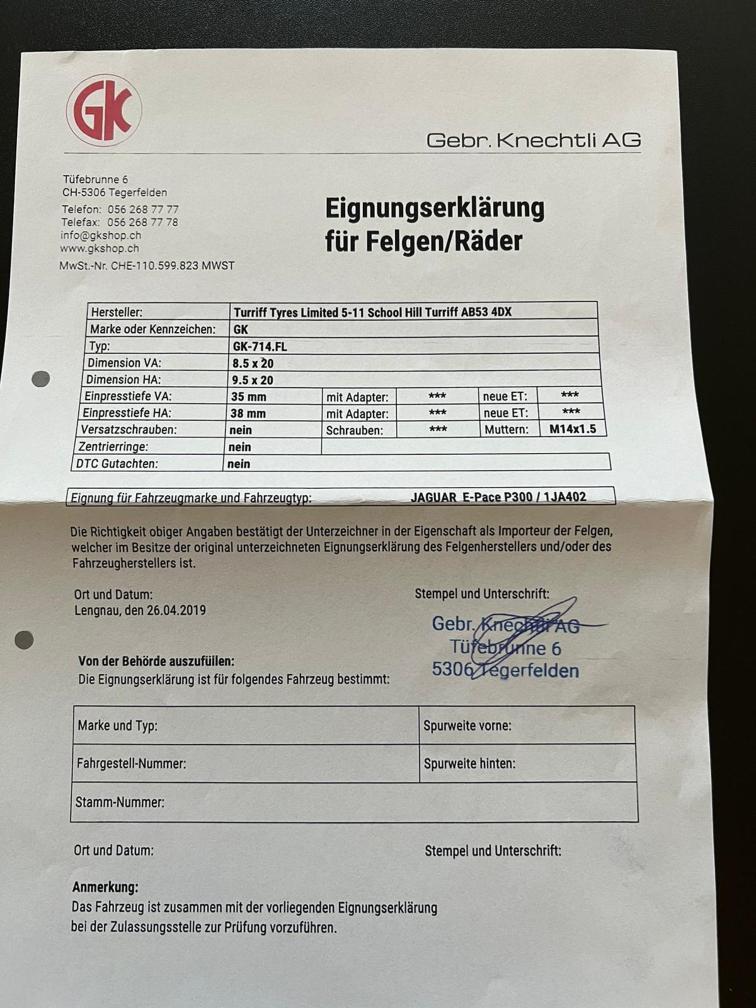 GK
Gebr. Knechtli AG
Tüfebrunne 6
CH-5306 Tegerfelden
Telefon: 056 268 77 77
Telefax: 056 268 77 78
info@gkshop.ch
www.gkshop.ch
MwSt.-Nr. CHE-110.599.823 MWST
Eignungserklärung
für Felgen/Räder
Hersteller: Turriff Tyres Limited 5-11 School Hill Turriff AB53 4DX
Marke oder Kennzeichen: GK
Typ: GK-714.FL
Dimension VA: 8.5 x 20
Dimension HA: 9.5 x 20
Einpresstiefe VA: 35 mm mit Adapter: *** neue ET: ***
Einpresstiefe HA: 38 mm mit Adapter: *** neue ET: ***
Versatzschrauben: nein Schrauben: *** Muttern: M14x1.5
Zentrierringe: nein
DTC Gutachten: nein
Eignung für Fahrzeugmarke und Fahrzeugtyp: JAGUAR E-Pace P300 / 1JA402
Die Richtigkeit obiger Angaben bestätigt der Unterzeichner in der Eigenschaft als Importeur der Felgen,
welcher im Besitze der original unterzeichneten Eignungserklärung des Felgenherstellers und/oder des
Fahrzeugherstellers ist.
Ort und Datum: Stempel und Unterschrift:
Lengnau, den 26.04.2019
Gebr. Knechtli AG
Tüfebrunne 6
5306 Tegerfelden
Von der Behörde auszufüllen:
Die Eignungserklärung ist für folgendes Fahrzeug bestimmt:
Marke und Typ: Spurweite vorne:
Fahrgestell-Nummer: Spurweite hinten:
Stamm-Nummer:
Ort und Datum: Stempel und Unterschrift:
Anmerkung:
Das Fahrzeug ist zusammen mit der vorliegenden Eignungserklärung
bei der Zulassungsstelle zur Prüfung vorzuführen.